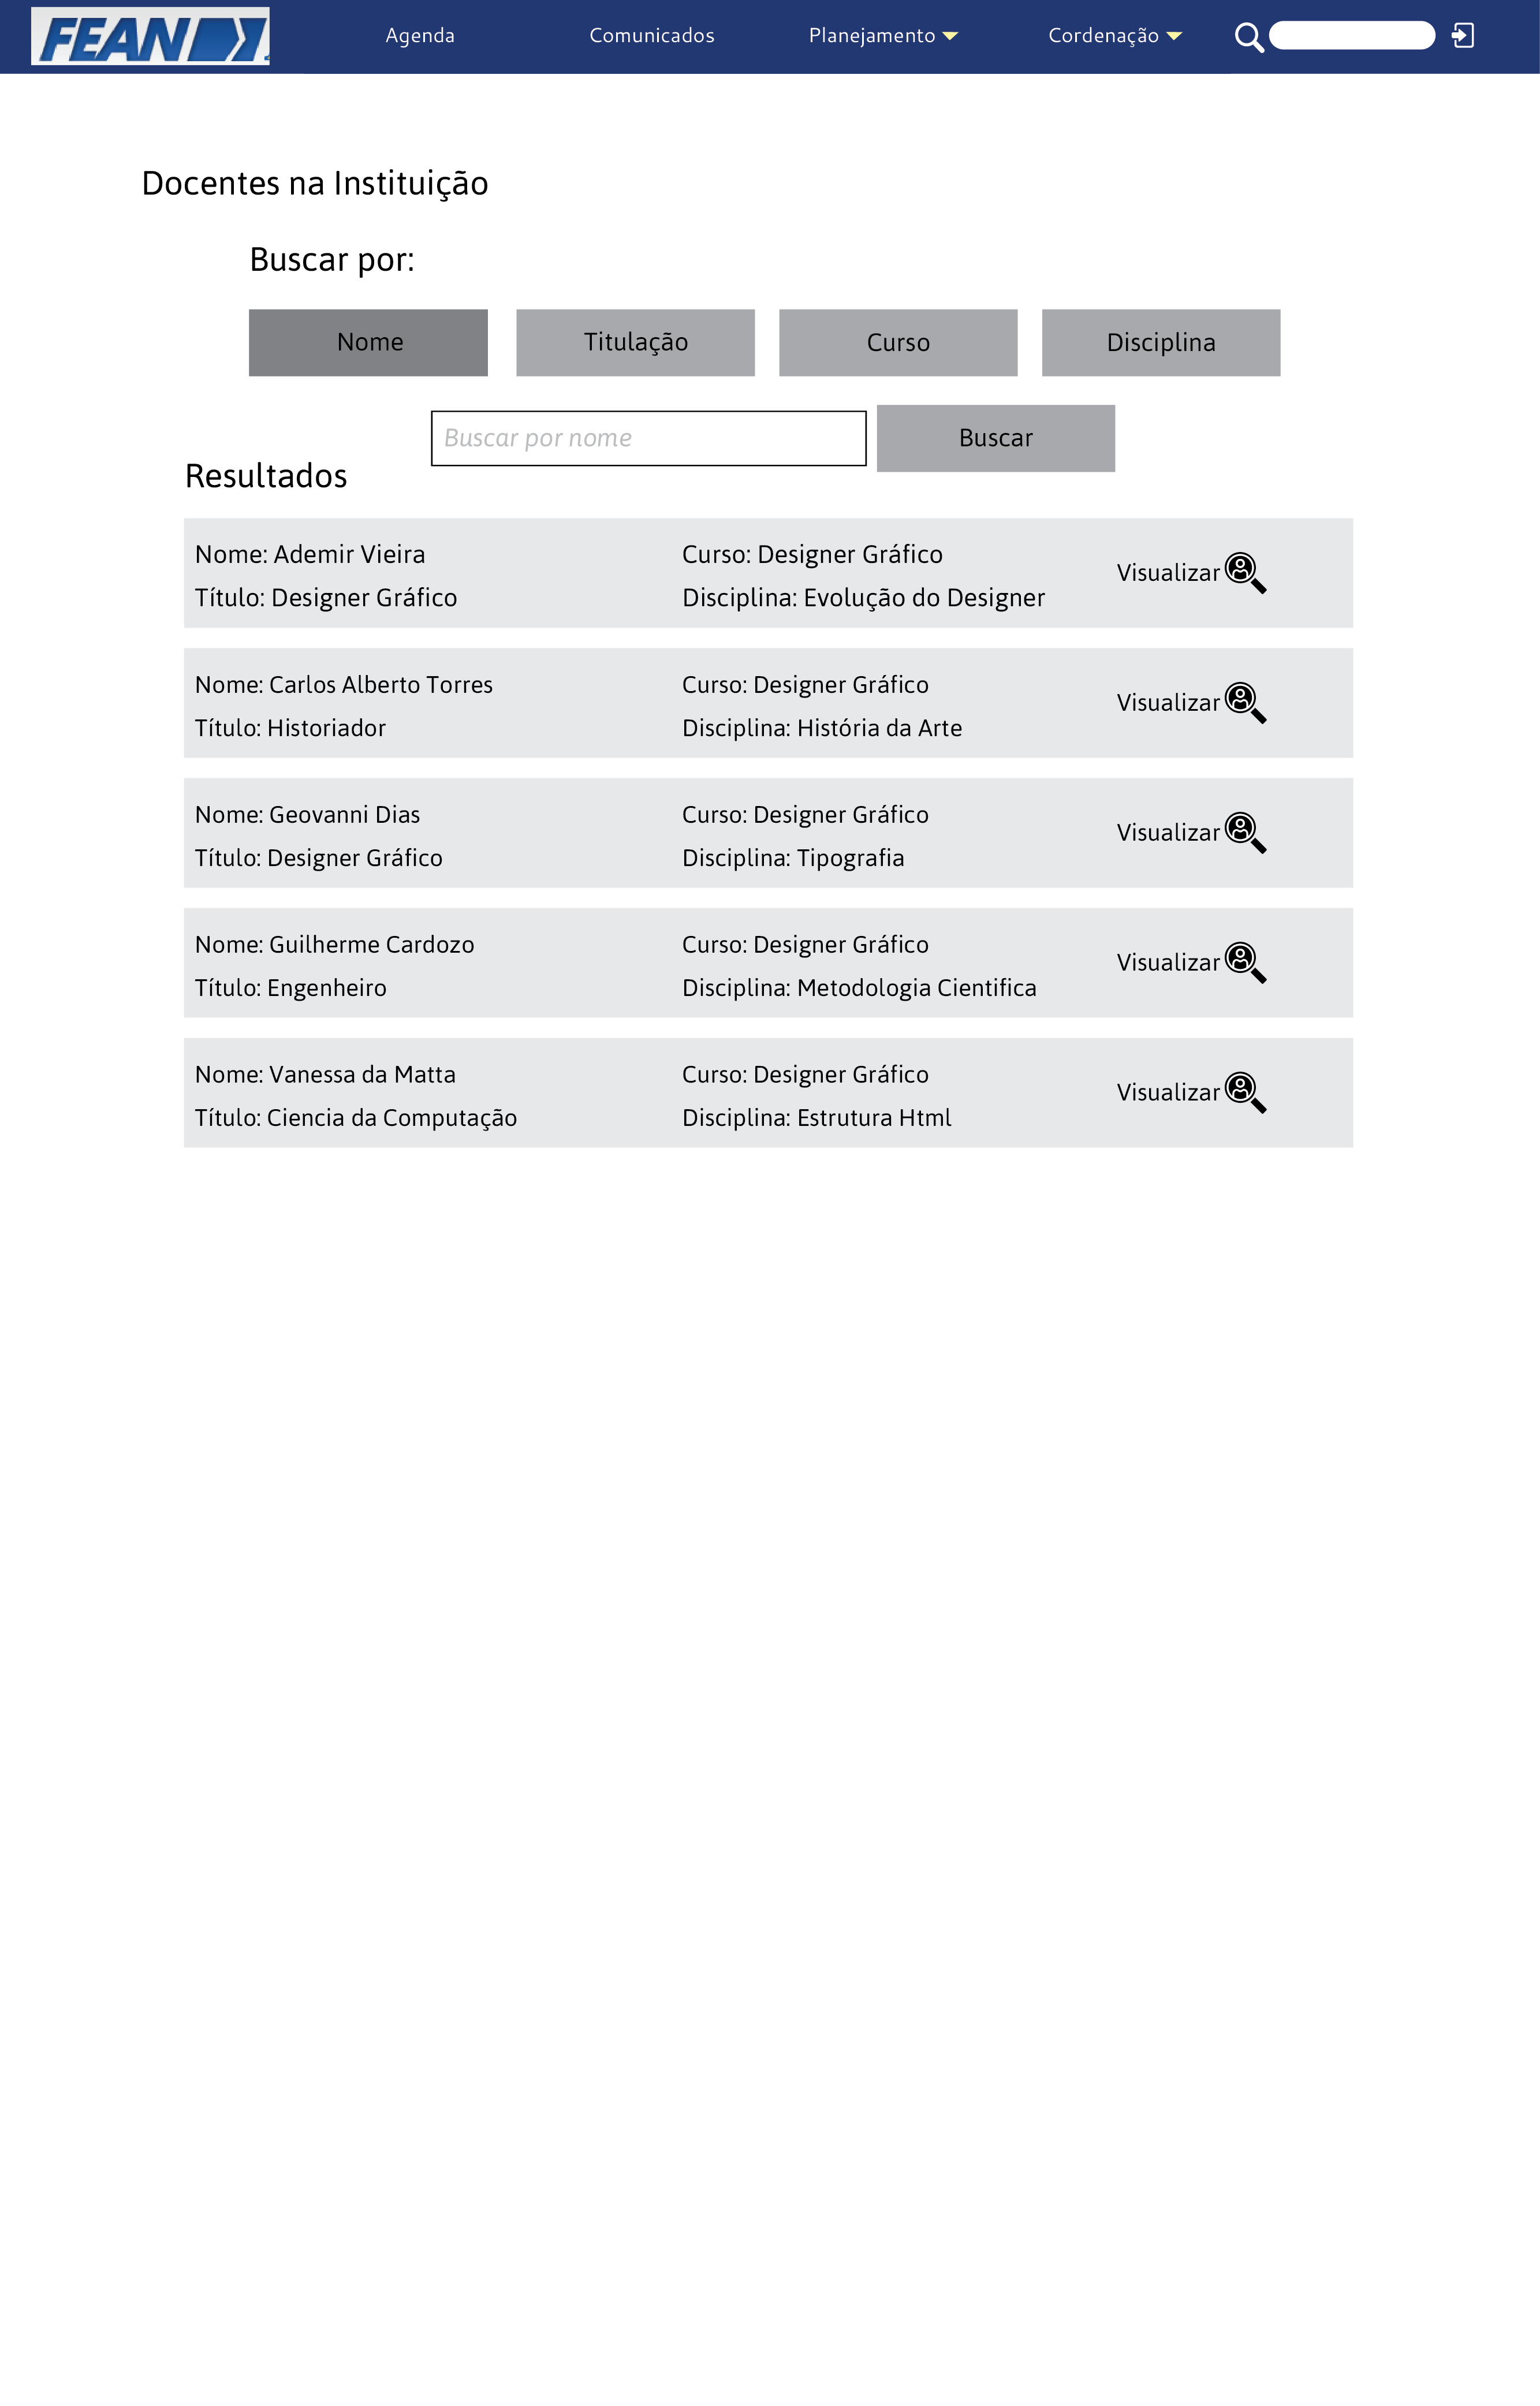 FEAN
Agenda
Comunicados
Planejamento
Cordenação
Docentes na Instituição
Buscar por:
Nome
Titulação
Curso
Disciplina
Buscar por nome
Buscar
Resultados
Nome: Ademir Vieira
Título: Designer Gráfico
Curso: Designer Gráfico
Disciplina: Evolução do Designer
Visualizar
Nome: Carlos Alberto Torres
Título: Historiador
Curso: Designer Gráfico
Disciplina: História da Arte
Visualizar
Nome: Geovanni Dias
Título: Designer Gráfico
Curso: Designer Gráfico
Disciplina: Tipografia
Visualizar
Nome: Guilherme Cardozo
Título: Engenheiro
Curso: Designer Gráfico
Disciplina: Metodologia Cientifica
Visualizar
Nome: Vanessa da Matta
Título: Ciencia da Computação
Curso: Designer Gráfico
Disciplina: Estrutura Html
Visualizar